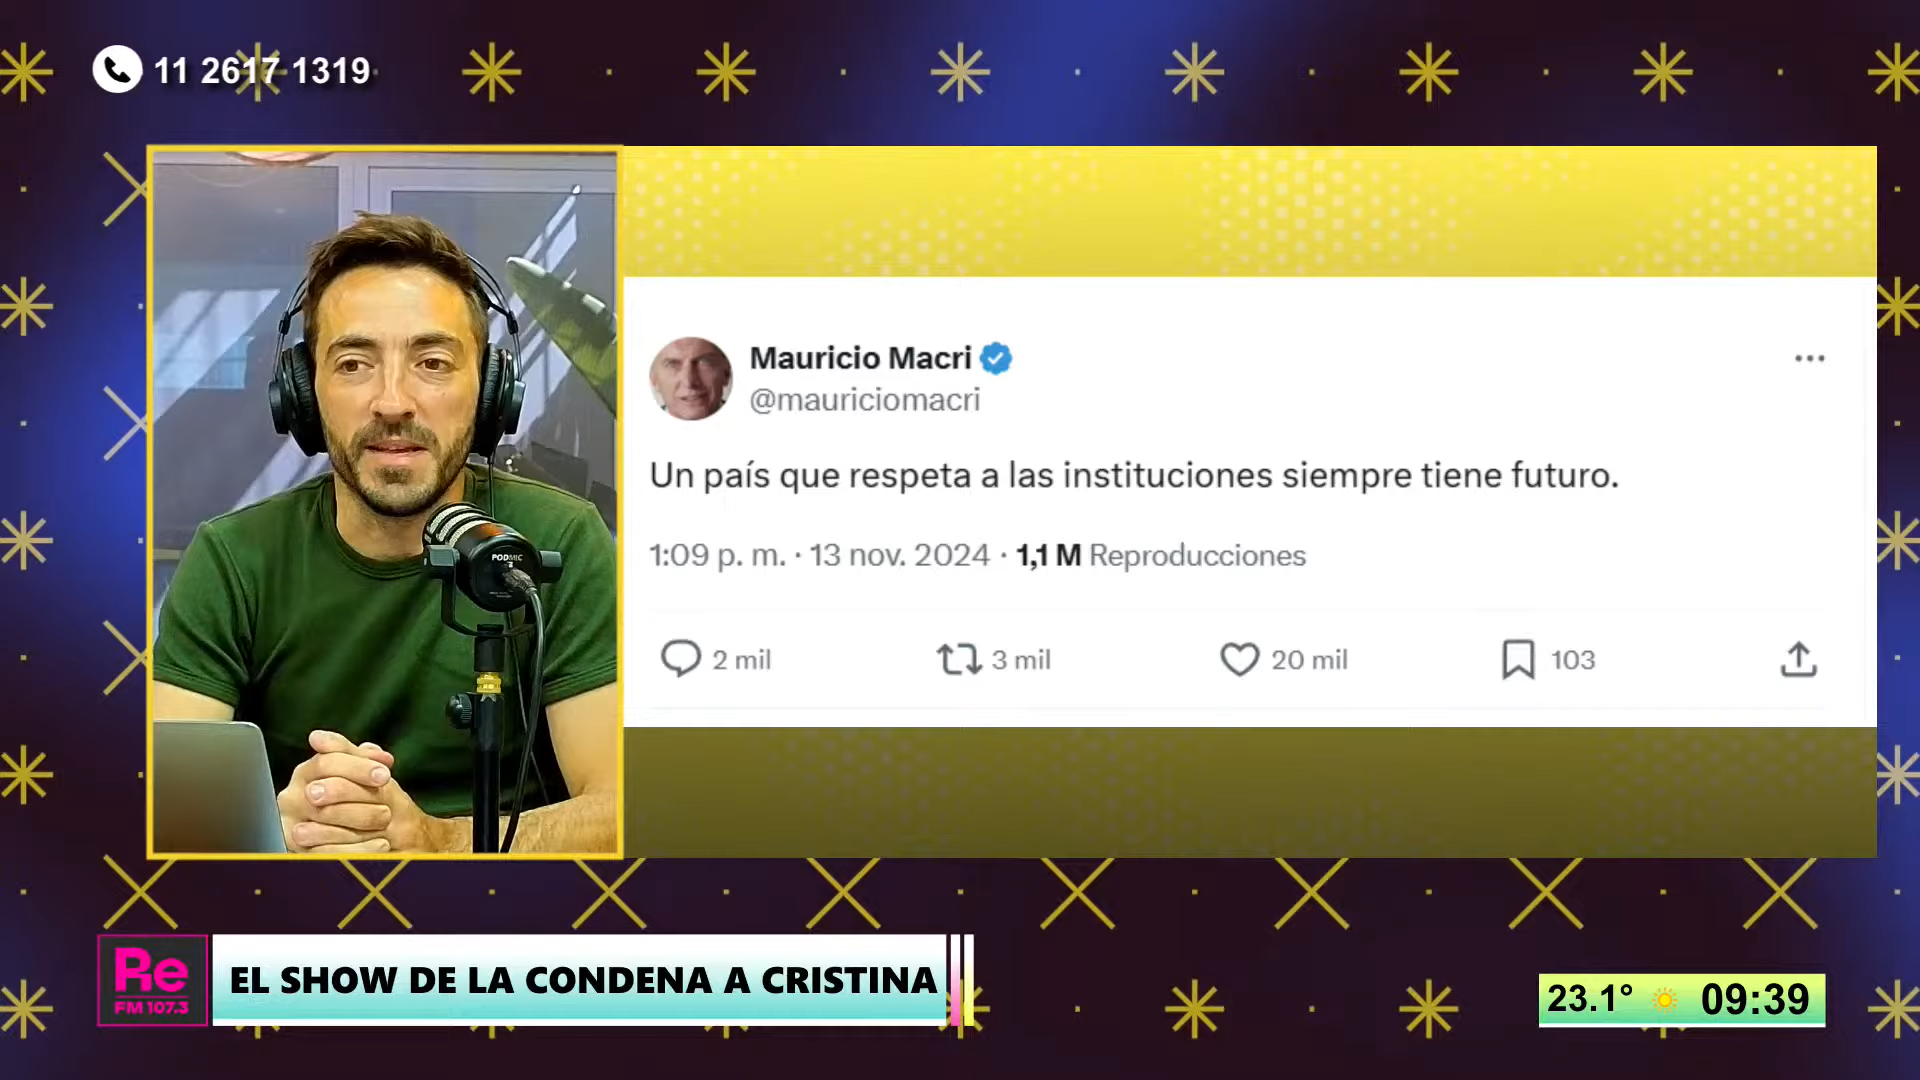 11 2617 1319
PODMIC
Mauricio Macri
@mauriciomacri
Un país que respeta a las instituciones siempre tiene futuro.
1:09 p. m. · 13 nov. 2024 · 1,1 M Reproducciones
2 mil
3 mil
20 mil
103
Re
FM 107.3
EL SHOW DE LA CONDENA A CRISTINA
23.1°
09:39